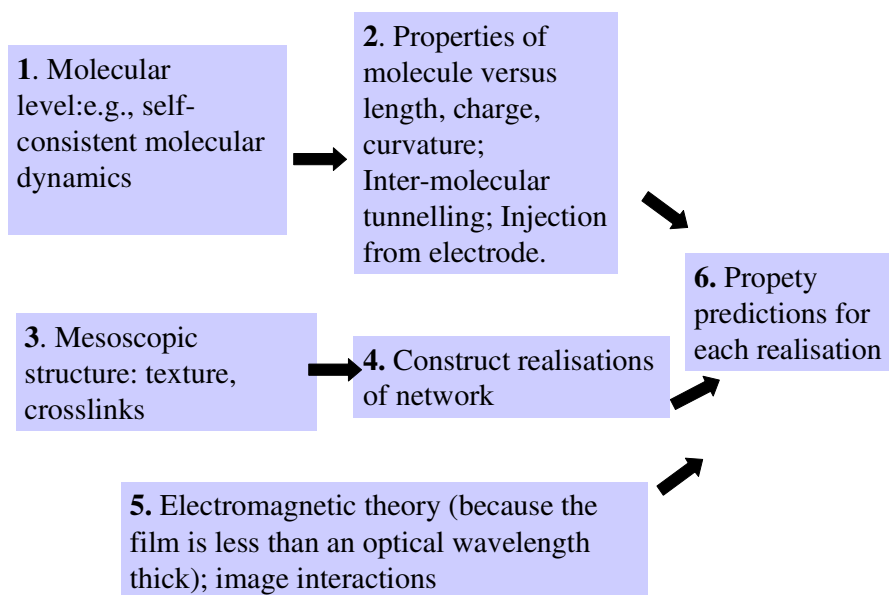 1. Molecular
level:e.g., self-
consistent molecular
dynamics
2. Properties of
molecule versus
length, charge,
curvature;
Inter-molecular
tunnelling; Injection
from electrode.
3. Mesoscopic
structure: texture,
crosslinks
4. Construct realisations
of network
5. Electromagnetic theory (because the
film is less than an optical wavelength
thick); image interactions
6. Propety
predictions for
each realisation